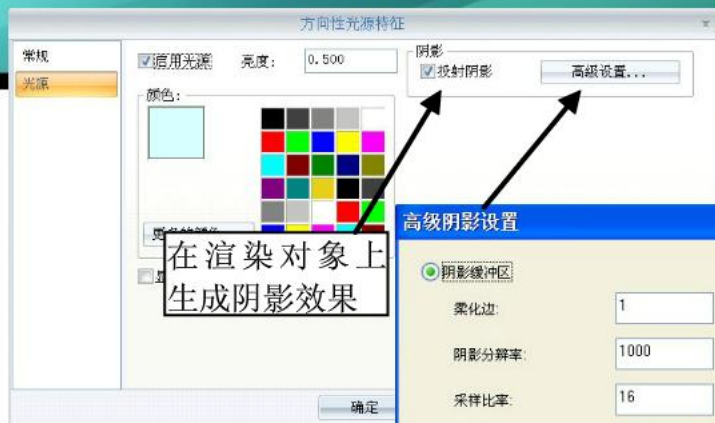 方向性光源特征
常规
光源
启用光源
亮度:
0.500
阴影
投射阴影
高级设置...
颜色:
在渲染对象上
生成阴影效果
确定
高级阴影设置
阴影缓冲区
柔化边:
1
阴影分辨率:
1000
采样比率:
16